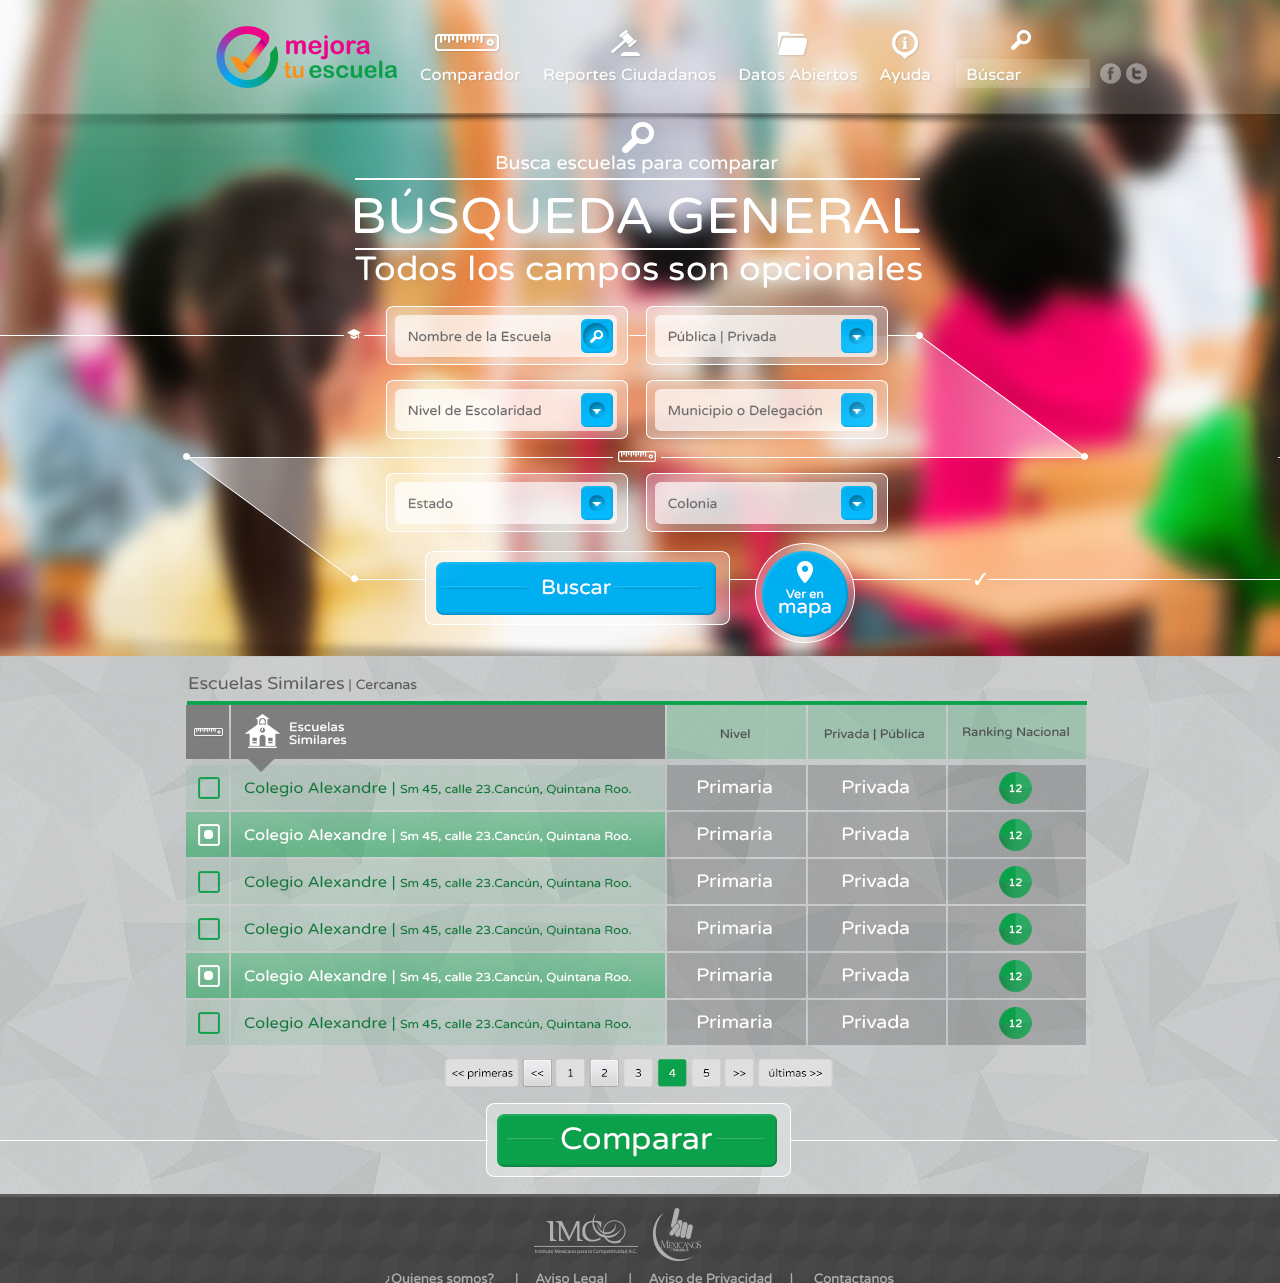 mejora
tu escuela
Comparador
Reportes Ciudadanos
Datos Abiertos
Ayuda
Búscar
Busca escuelas para comparar
BÚSQUEDA GENERAL
Todos los campos son opcionales
Nombre de la Escuela
Pública | Privada
Nivel de Escolaridad
Municipio o Delegación
Estado
Colonia
Buscar
Ver en
mapa
Escuelas Similares | Cercanas
Escuelas
Similares
Nivel
Privada | Pública
Ranking Nacional
Colegio Alexandre | Sm 45, calle 23.Cancún, Quintana Roo. Primaria Privada 12
Colegio Alexandre | Sm 45, calle 23.Cancún, Quintana Roo. Primaria Privada 12
Colegio Alexandre | Sm 45, calle 23.Cancún, Quintana Roo. Primaria Privada 12
Colegio Alexandre | Sm 45, calle 23.Cancún, Quintana Roo. Primaria Privada 12
Colegio Alexandre | Sm 45, calle 23.Cancún, Quintana Roo. Primaria Privada 12
Colegio Alexandre | Sm 45, calle 23.Cancún, Quintana Roo. Primaria Privada 12
<< primeras << 1 2 3 4 5 >> últimas >>
Comparar
IMCO
Instituto Mexicano para la Competitividad A.C.
MEXICANOS
¿Quienes somos? | Aviso Legal | Aviso de Privacidad | Contactanos